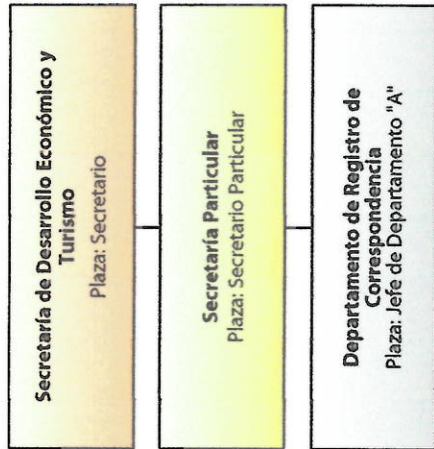 Secretaría de Desarrollo Económico y
Turismo
Plaza: Secretario
Secretaría Particular
Plaza: Secretario Particular
Departamento de Registro de
Correspondencia
Plaza: Jefe de Departamento "A"